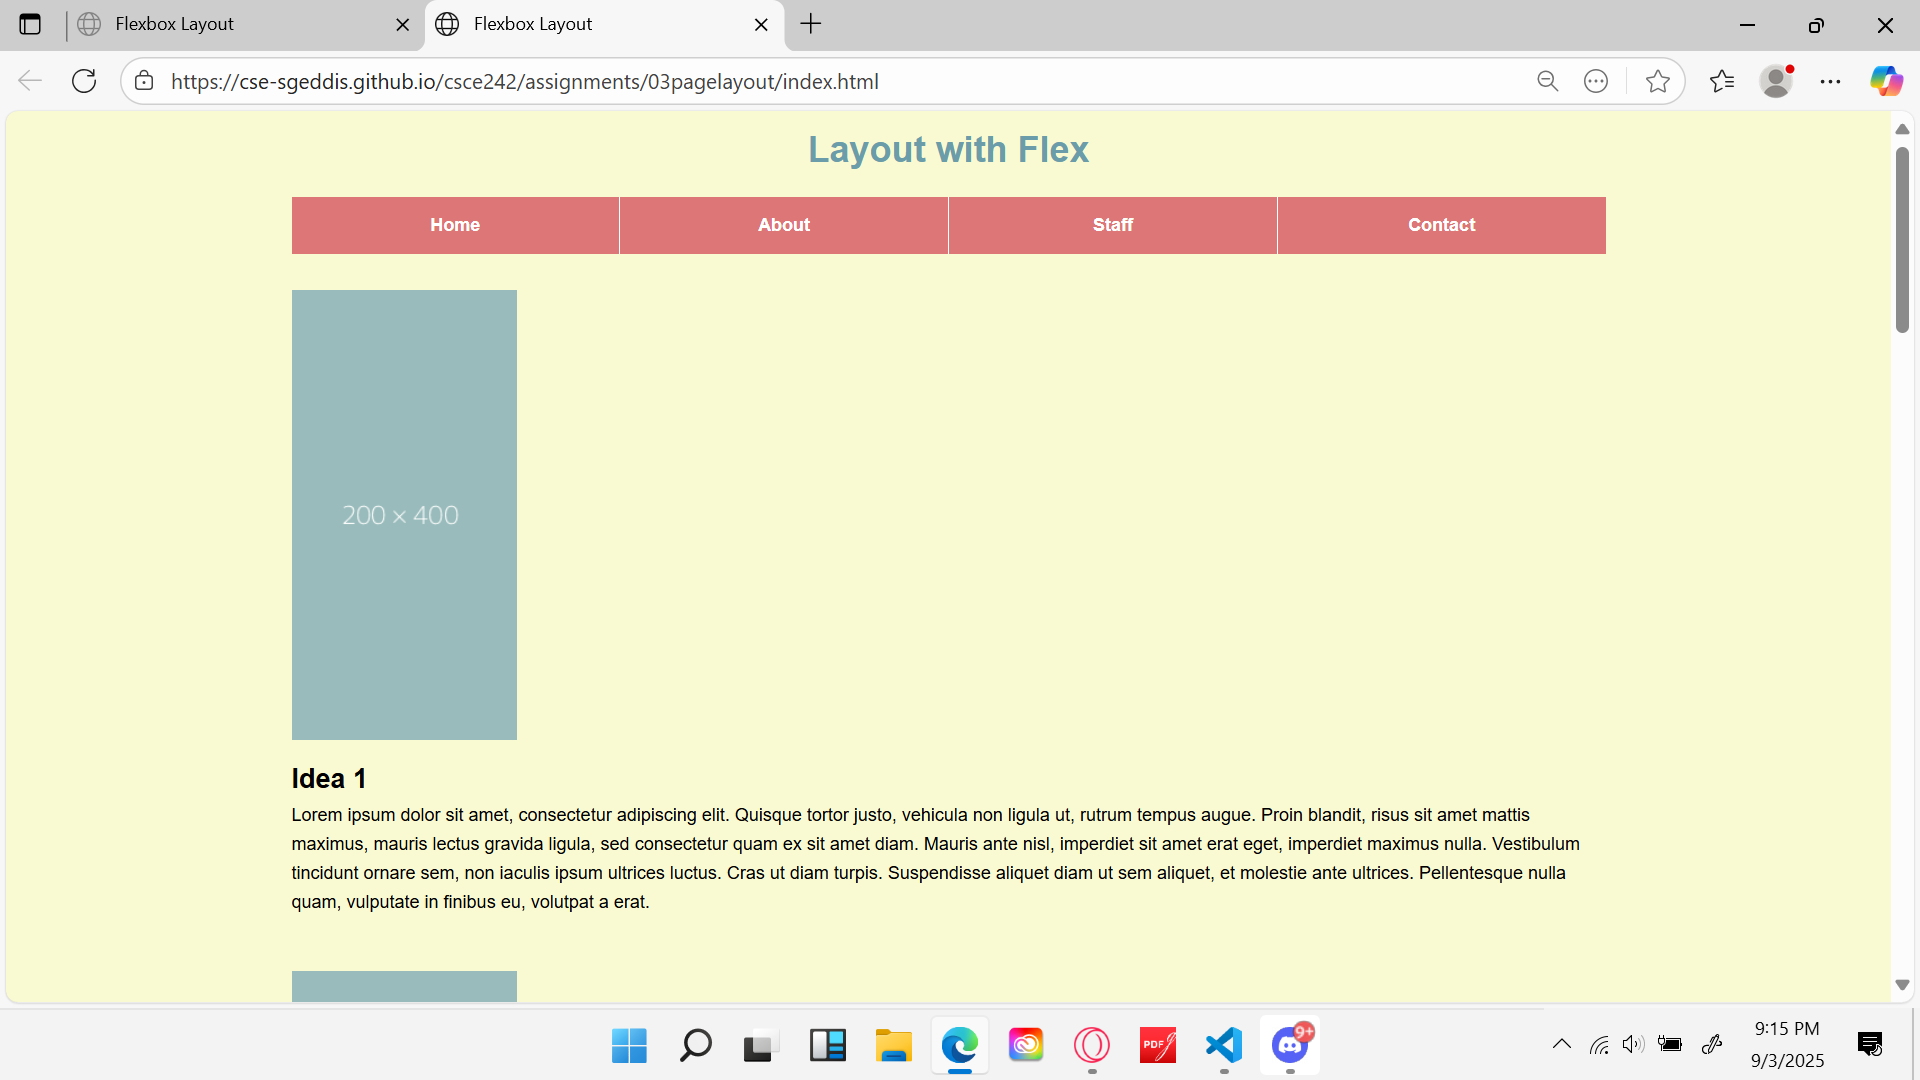 Flexbox Layout
Flexbox Layout
https://cse-sgeddis.github.io/csce242/assignments/03pagelayout/index.html
Layout with Flex
Home
About
Staff
Contact
200 × 400
Idea 1
Lorem ipsum dolor sit amet, consectetur adipiscing elit. Quisque tortor justo, vehicula non ligula ut, rutrum tempus augue. Proin blandit, risus sit amet mattis
maximus, mauris lectus gravida ligula, sed consectetur quam ex sit amet diam. Mauris ante nisl, imperdiet sit amet erat eget, imperdiet maximus nulla. Vestibulum
tincidunt ornare sem, non iaculis ipsum ultrices luctus. Cras ut diam turpis. Suspendisse aliquet diam ut sem aliquet, et molestie ante ultrices. Pellentesque nulla
quam, vulputate in finibus eu, volutpat a erat.
PDF
9+
9:15 PM
9/3/2025